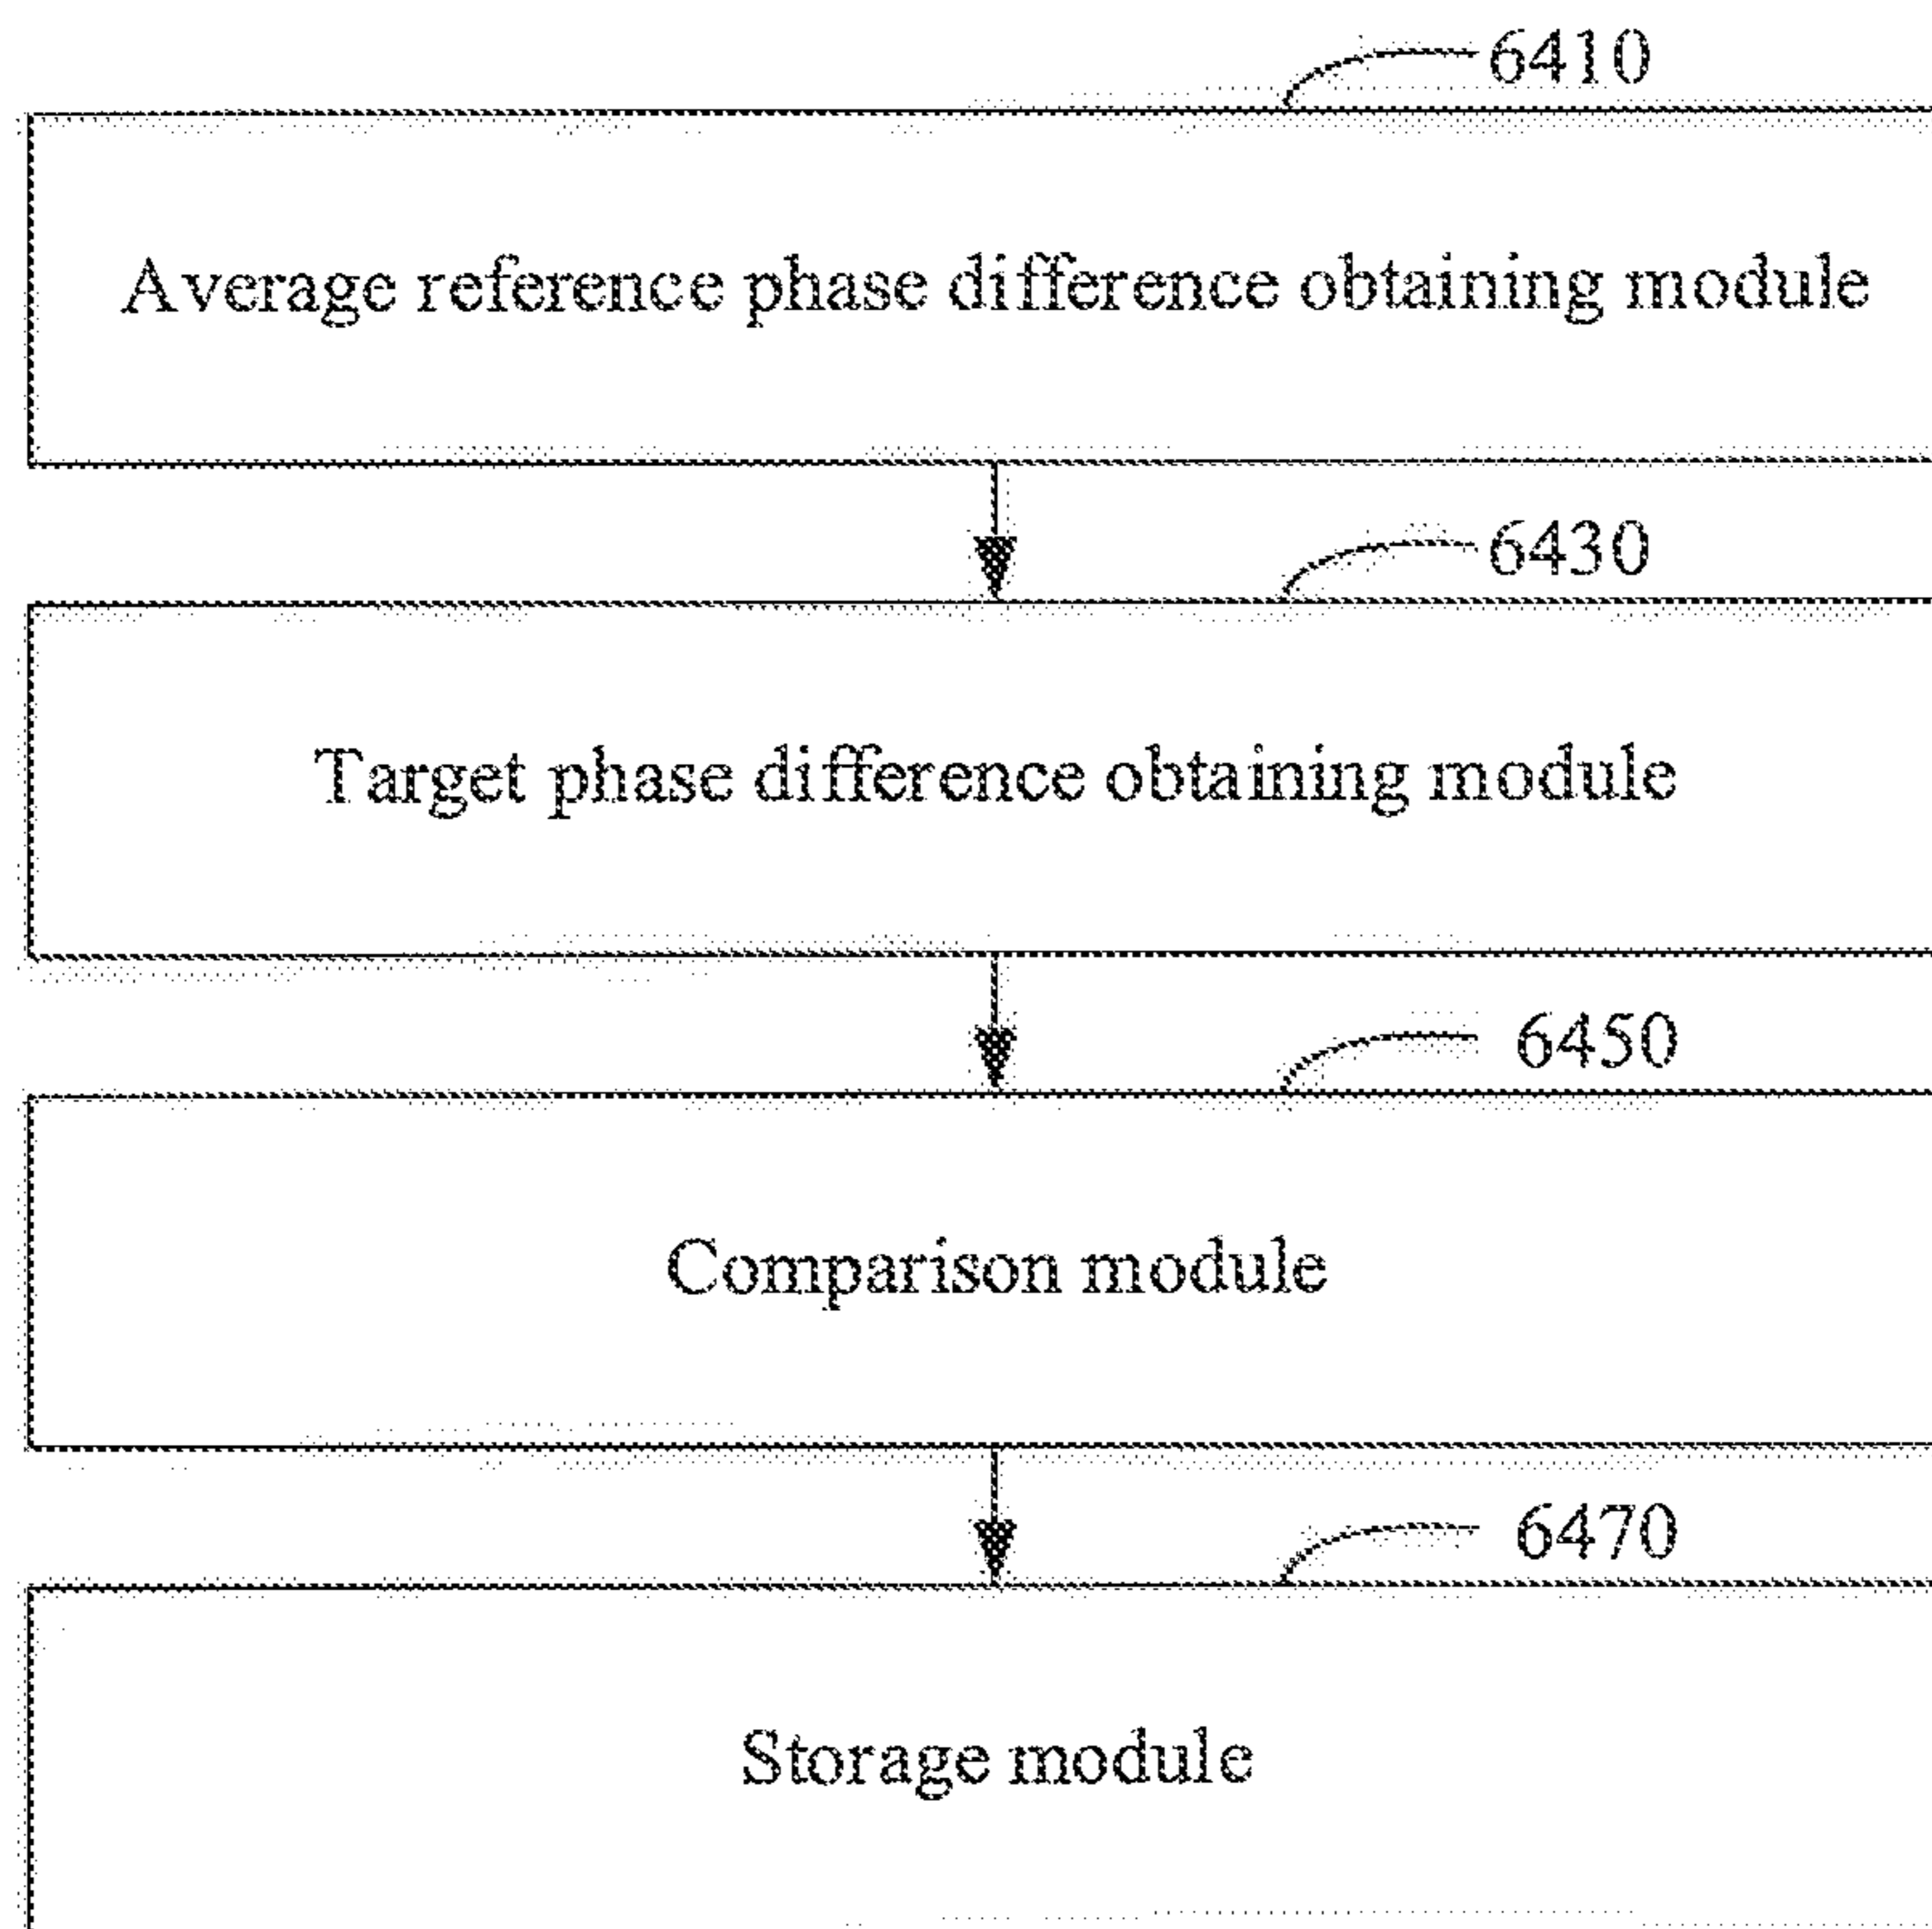 6410
Average reference phase difference obtaining module
6430
Target phase difference obtaining module
6450
Comparison module
6470
Storage module